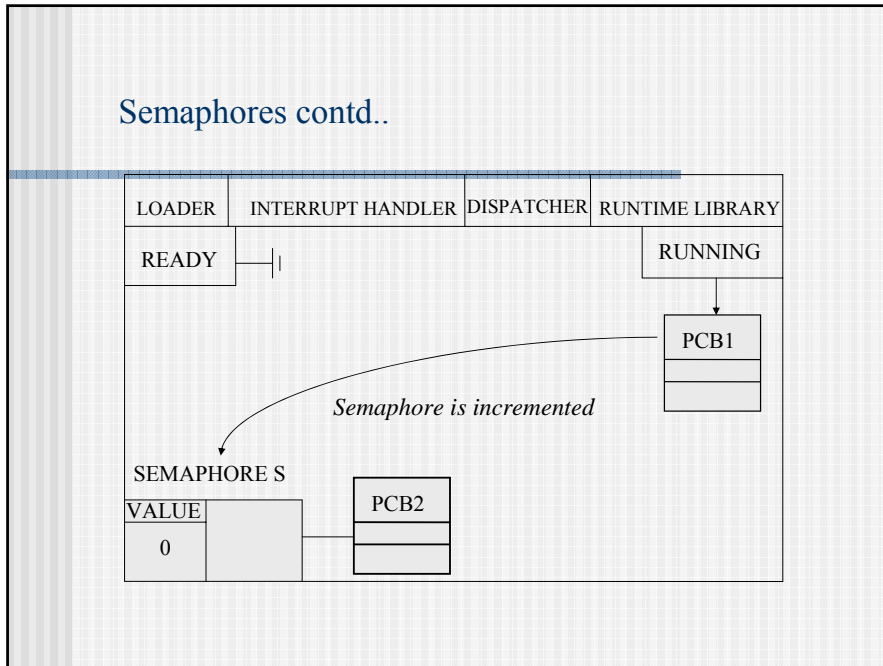 Semaphores contd..
LOADER INTERRUPT HANDLER DISPATCHER RUNTIME LIBRARY
READY RUNNING
PCB1
Semaphore is incremented
SEMAPHORE S
VALUE PCB2
0